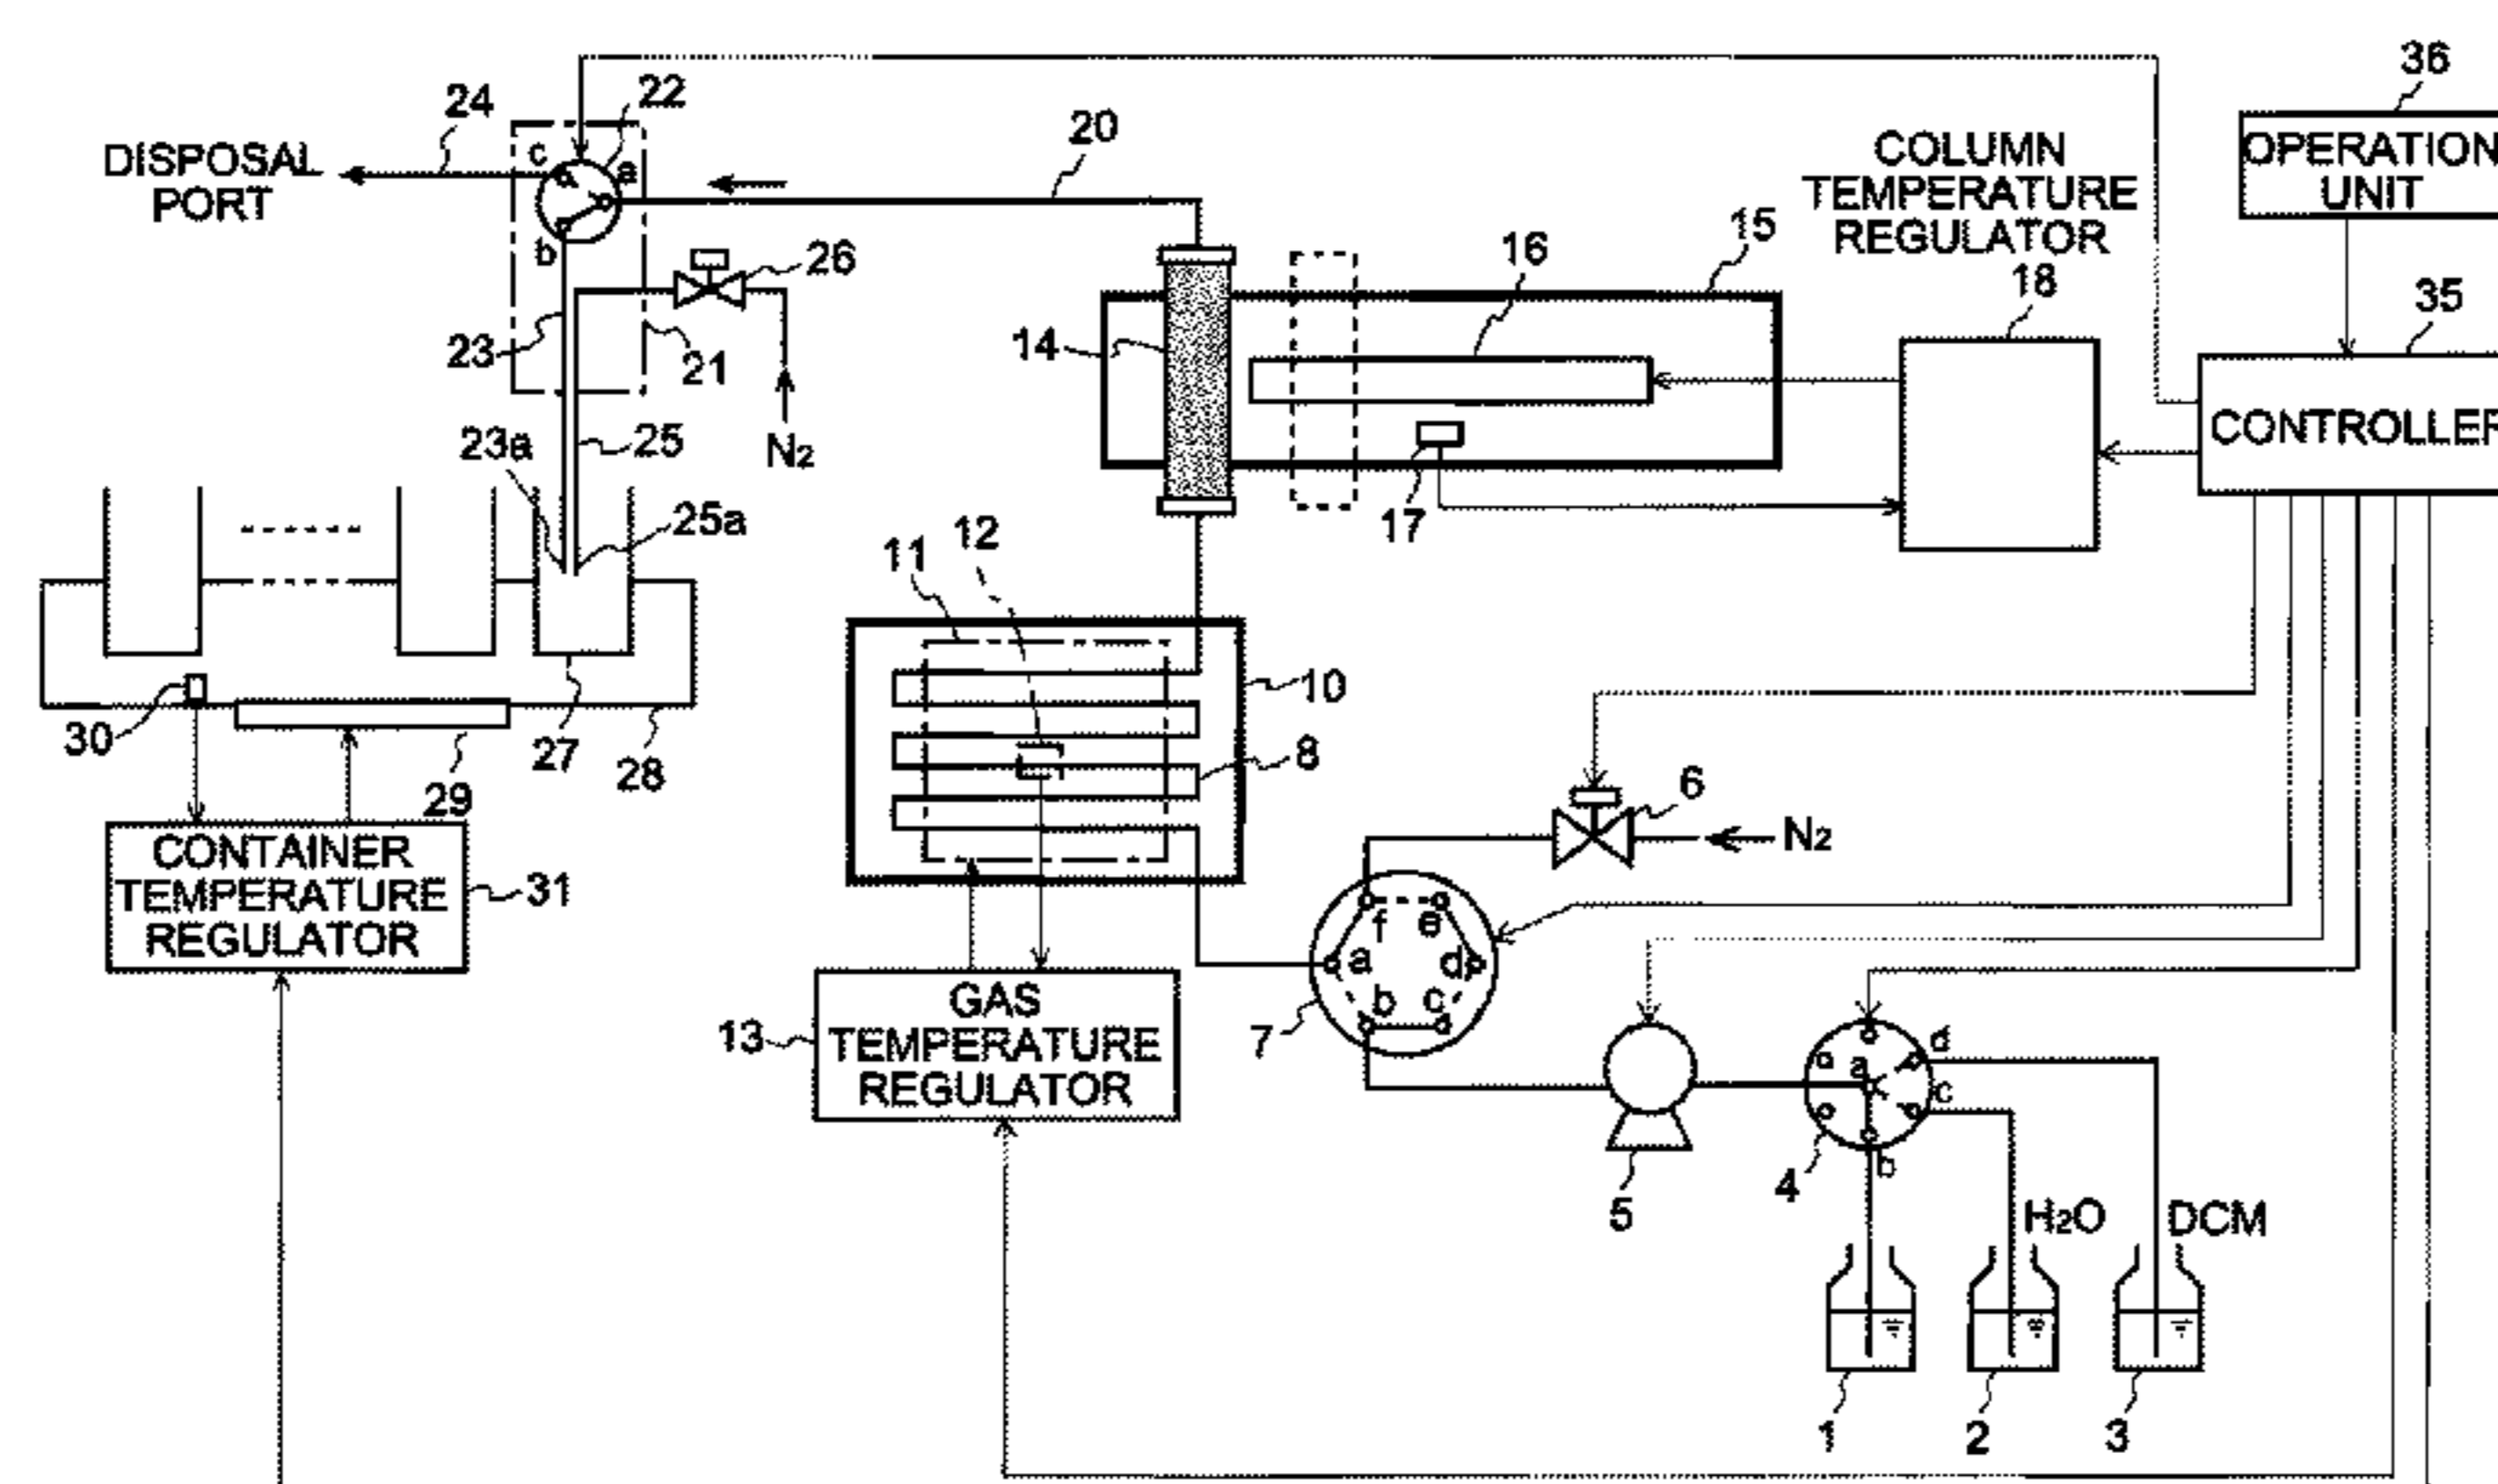 36
24
22
20
OPERATION
UNIT
DISPOSAL
PORT
c
a
b
COLUMN
TEMPERATURE
REGULATOR
26
16
15
18
35
23
21
14
CONTROLLER
23a
25
N2
17
25a
12
11
10
30
27
28
8
29
6
N2
CONTAINER
TEMPERATURE
REGULATOR
31
f
e
a
d
b
c
7
GAS
TEMPERATURE
REGULATOR
13
d
a
c
b
4
5
H2O
DCM
1
2
3